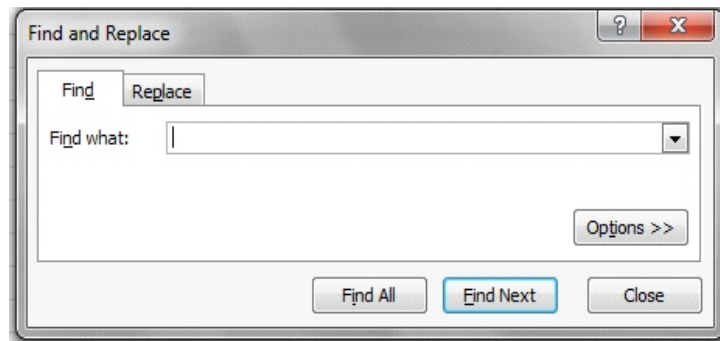 Find and Replace
Find Replace
Find what:
Options >>
Find All Find Next Close